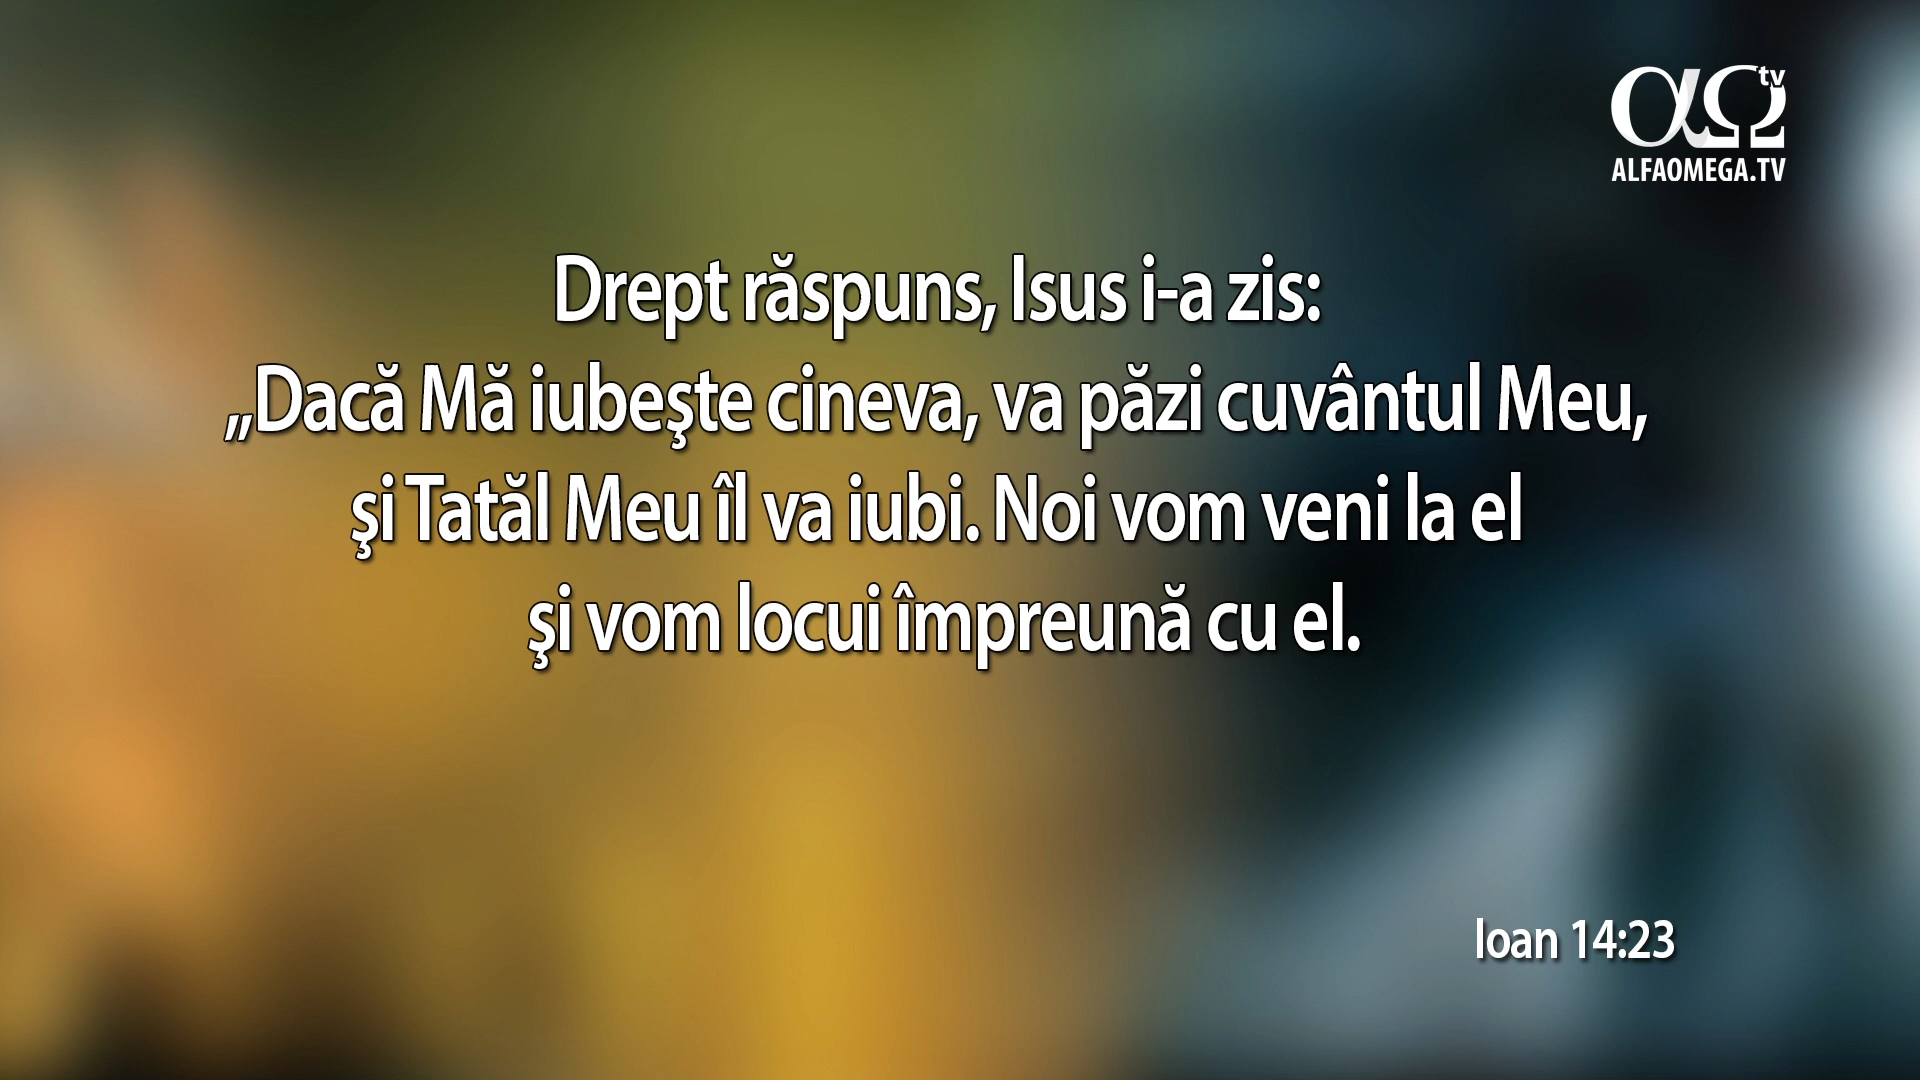 αΩ tv
ALFAOMEGA.TV
Drept răspuns, Isus i-a zis:
„Dacă Mă iubeşte cineva, va păzi cuvântul Meu,
şi Tatăl Meu îl va iubi. Noi vom veni la el
şi vom locui împreună cu el.
Ioan 14:23